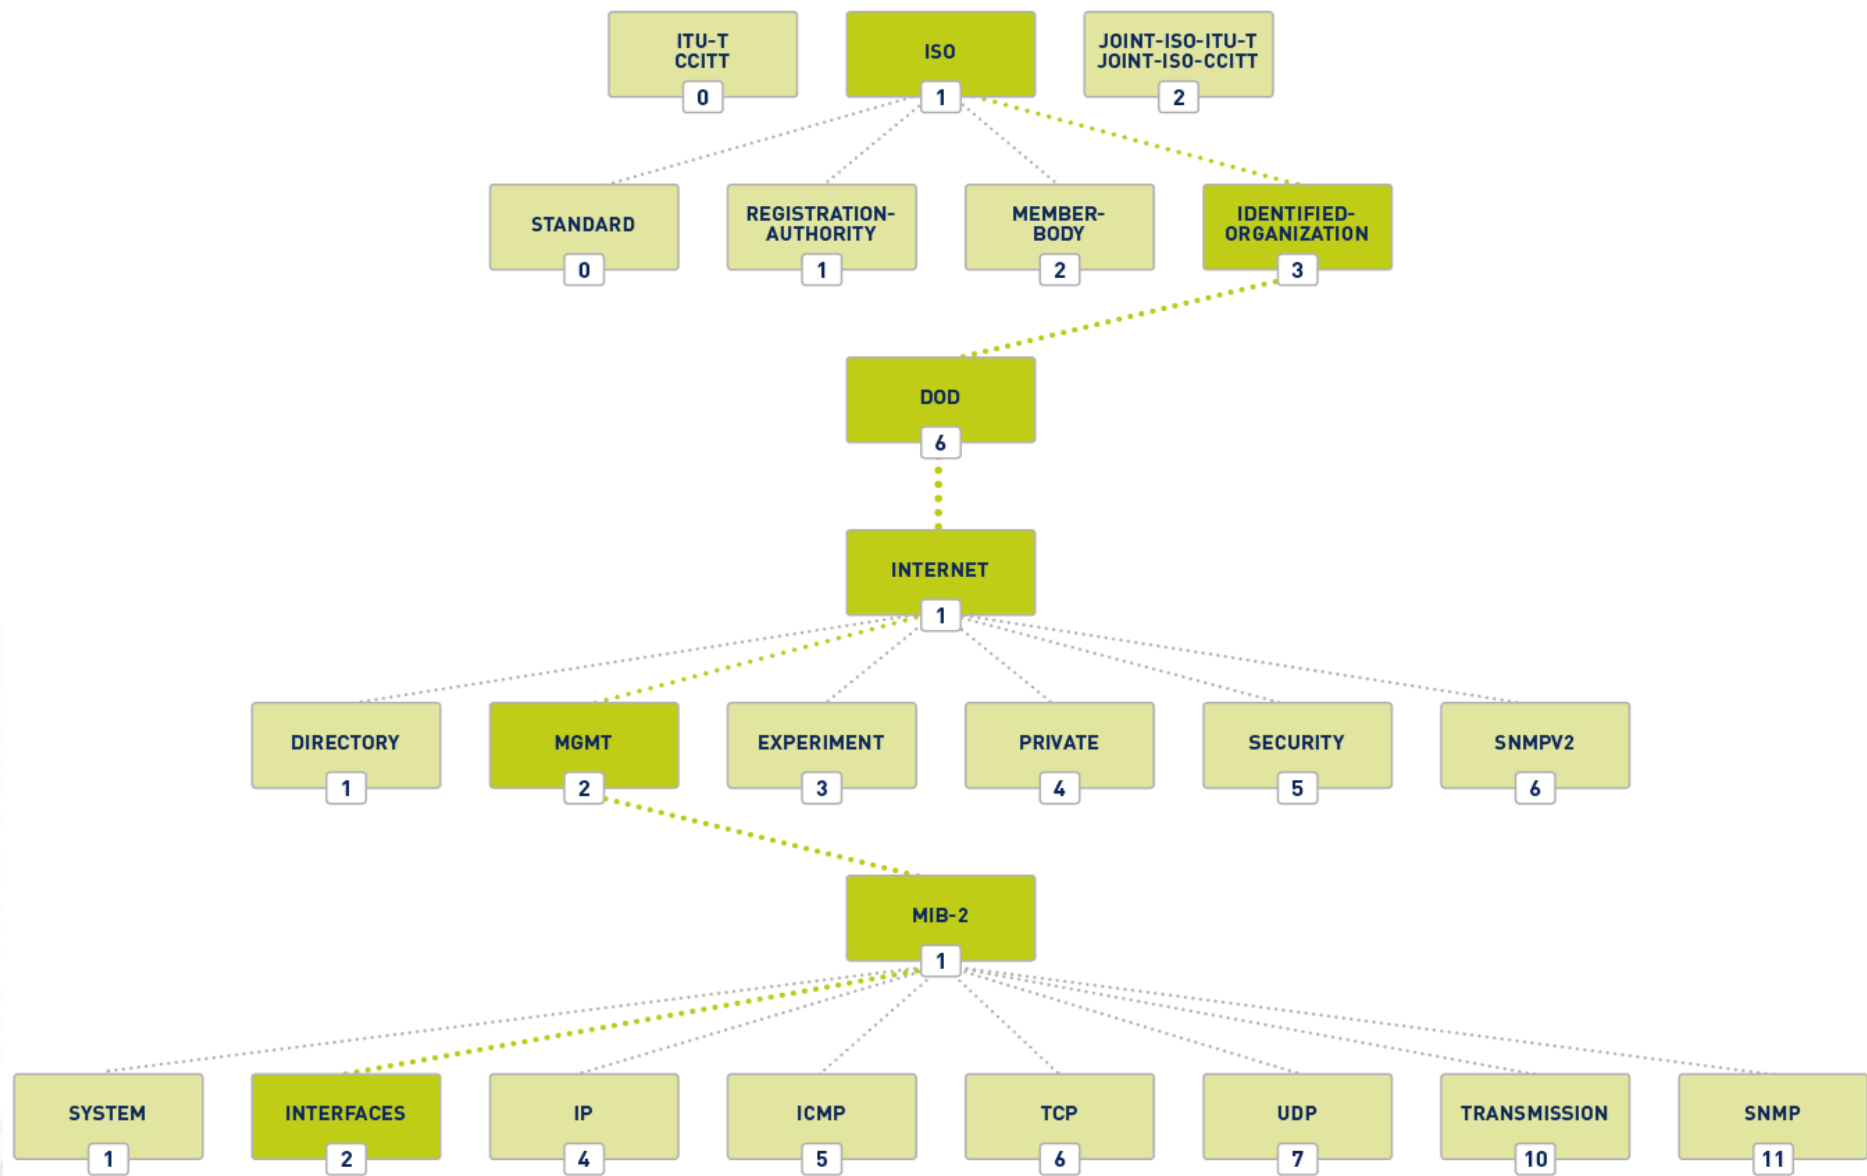 ITU-T
CCITT
0
ISO
1
JOINT-ISO-ITU-T
JOINT-ISO-CCITT
2
STANDARD
0
REGISTRATION-
AUTHORITY
1
MEMBER-
BODY
2
IDENTIFIED-
ORGANIZATION
3
DOD
6
INTERNET
1
DIRECTORY
1
MGMT
2
EXPERIMENT
3
PRIVATE
4
SECURITY
5
SNMPV2
6
MIB-2
1
SYSTEM
1
INTERFACES
2
IP
4
ICMP
5
TCP
6
UDP
7
TRANSMISSION
10
SNMP
11